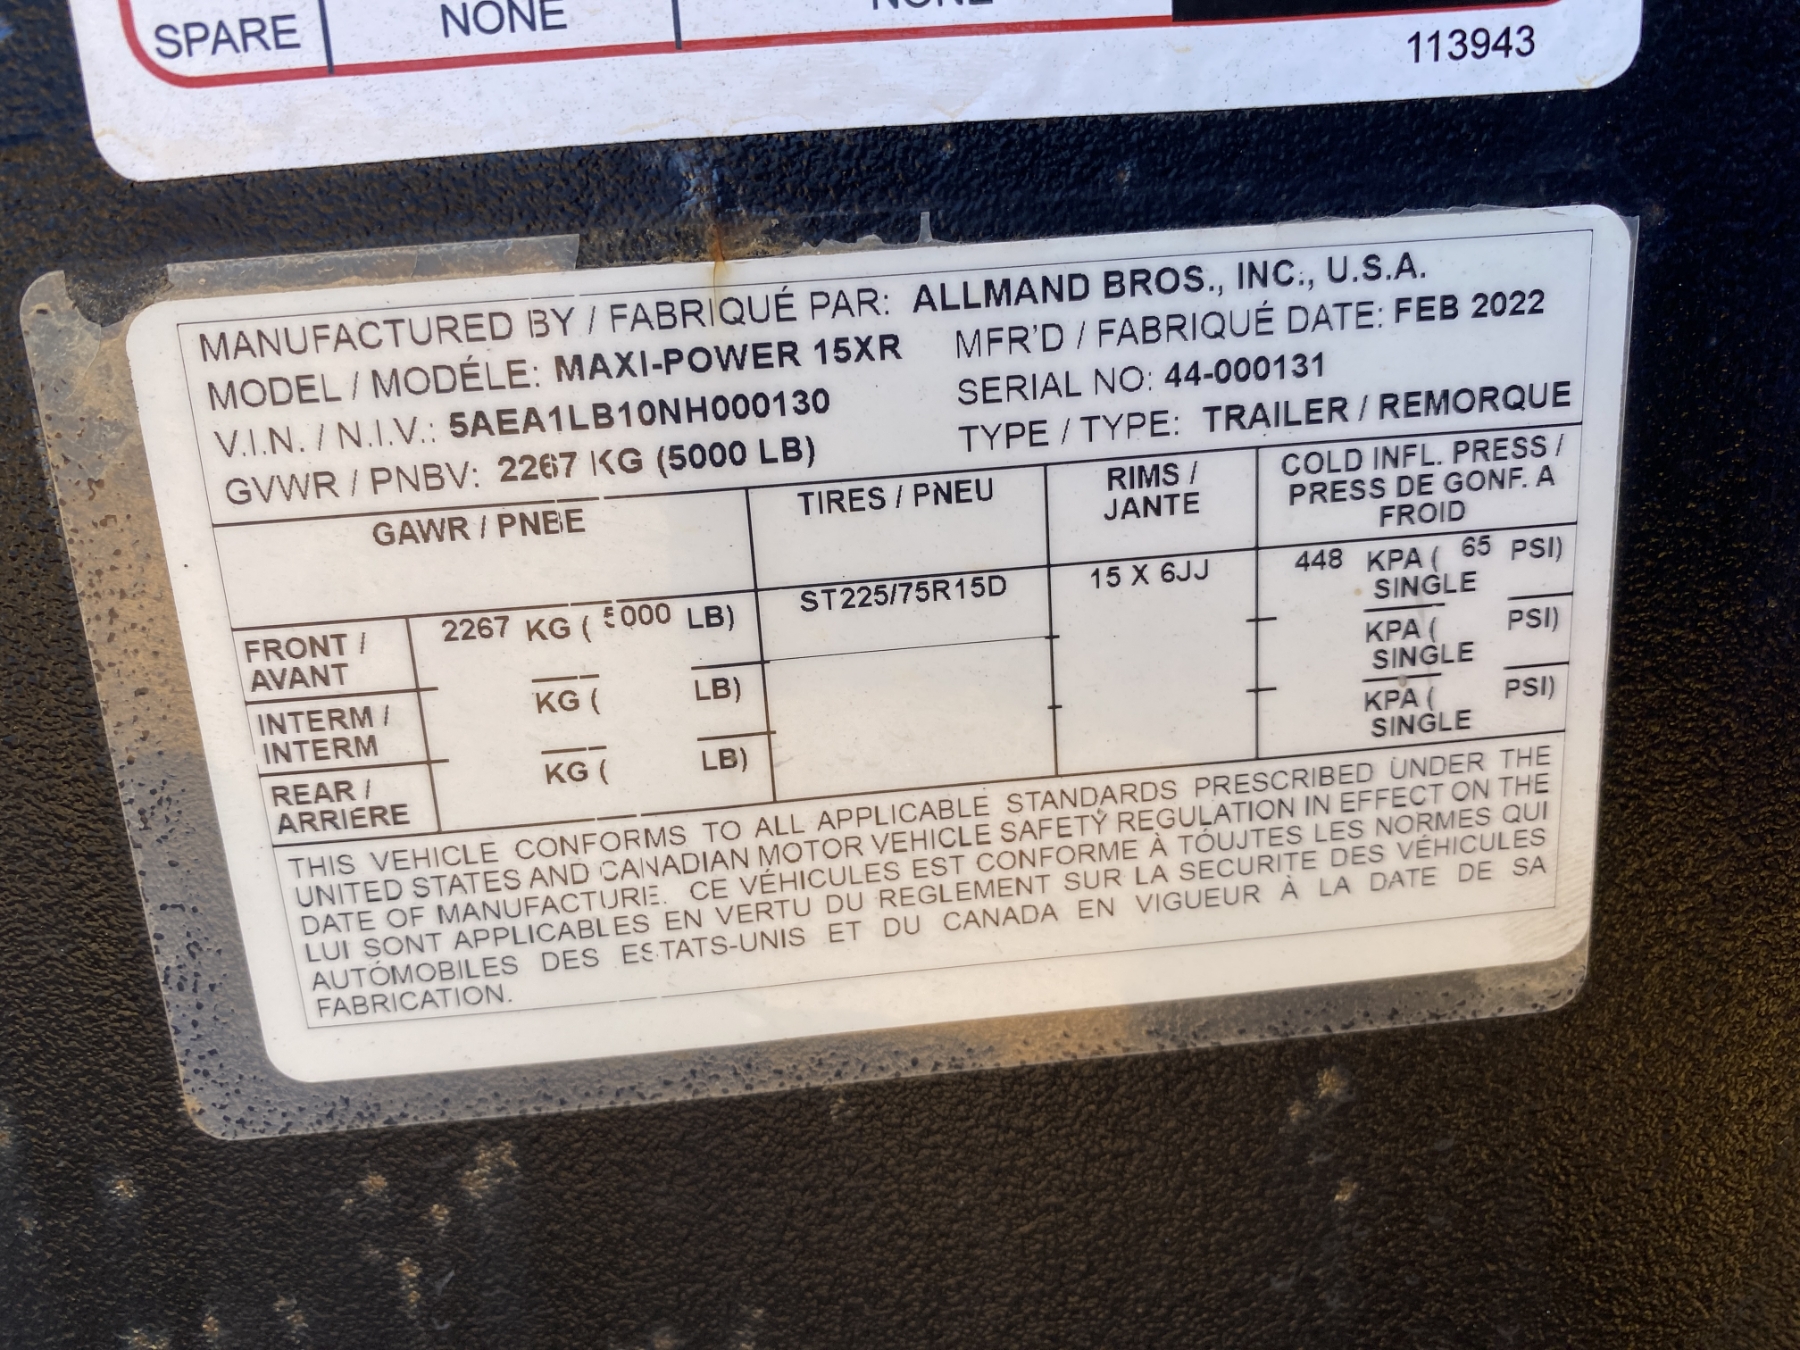 SPARE NONE NONE
113943
MANUFACTURED BY / FABRIQUÉ PAR: ALLMAND BROS., INC., U.S.A.
MODEL / MODÉLE: MAXI-POWER 15XR MFR'D / FABRIQUÉ DATE: FEB 2022
V.I.N. / N.I.V.: 5AEA1LB10NH000130 SERIAL NO: 44-000131
GVWR / PNBV: 2267 KG (5000 LB) TYPE / TYPE: TRAILER / REMORQUE
GAWR / PNBE TIRES / PNEU RIMS / JANTE COLD INFL. PRESS / PRESS DE GONF. A FROID
FRONT / AVANT 2267 KG ( 5000 LB) ST225/75R15D 15 X 6JJ 448 KPA ( 65 PSI) SINGLE
INTERM / INTERM KG ( LB) KPA ( PSI) SINGLE
REAR / ARRIERE KG ( LB) KPA ( PSI) SINGLE
THIS VEHICLE CONFORMS TO ALL APPLICABLE STANDARDS PRESCRIBED UNDER THE
UNITED STATES AND CANADIAN MOTOR VEHICLE SAFETY REGULATION IN EFFECT ON THE
DATE OF MANUFACTURE. CE VÉHICULES EST CONFORME À TÓUJTES LES NORMES QUI
LUI SONT APPLICABLES EN VERTU DU REGLEMENT SUR LA SECURITE DES VÉHICULES
AUTÓMOBILES DES ESTATS-UNIS ET DU CANADA EN VIGUEUR À LA DATE DE SA
FABRICATION.